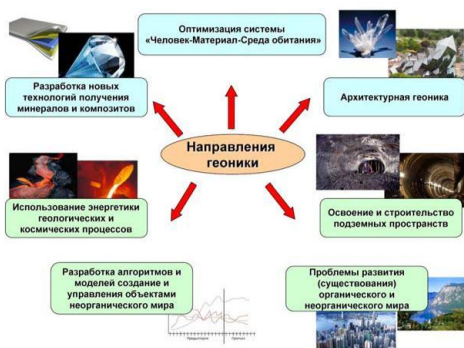 Оптимизация системы
«Человек-Материал-Среда обитания»
Разработка новых
технологий получения
минералов и композитов
Архитектурная геоника
Направления
геоники
Использование энергетики
геологических и
космических процессов
Освоение и строительство
подземных пространств
Разработка алгоритмов и
моделей создание и
управления объектами
неорганического мира
Проблемы развития
(существования)
органического и
неорганического мира